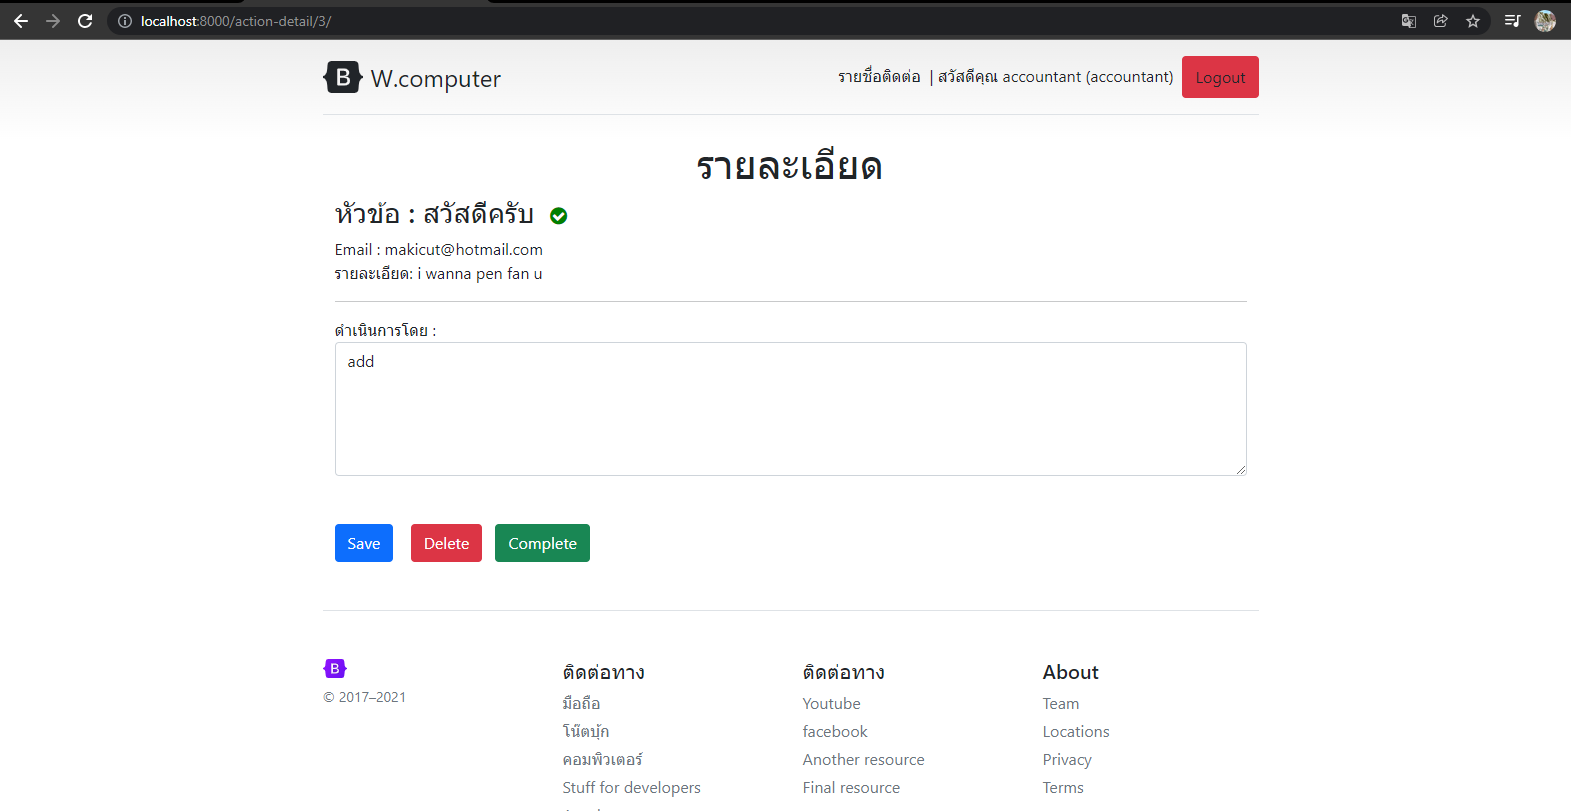 localhost:8000/action-detail/3/
B W.computer
รายชื่อติดต่อ | สวัสดีคุณ accountant (accountant) Logout
รายละเอียด
หัวข้อ : สวัสดีครับ
Email : makicut@hotmail.com
รายละเอียด: i wanna pen fan u
ดำเนินการโดย :
add
Save Delete Complete
B
© 2017–2021
ติดต่อทาง
มือถือ
โน๊ตบุ้ก
คอมพิวเตอร์
Stuff for developers
ติดต่อทาง
Youtube
facebook
Another resource
Final resource
About
Team
Locations
Privacy
Terms